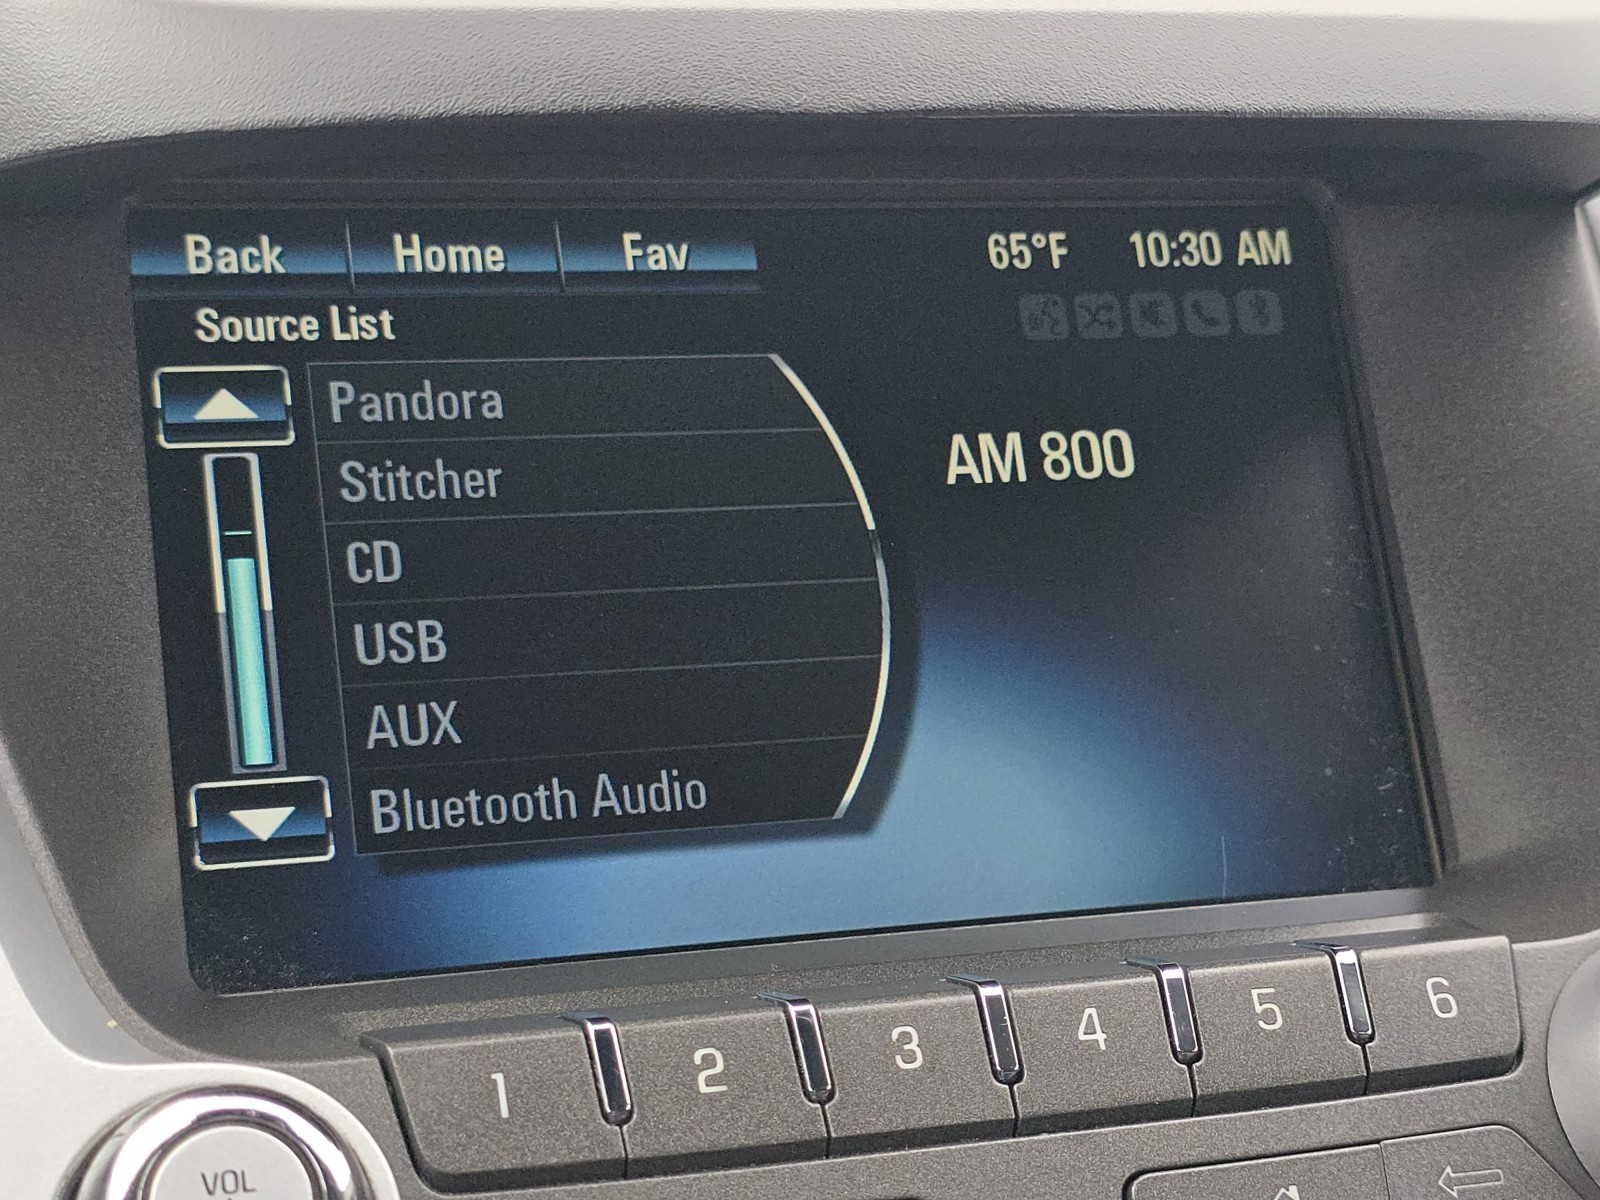 Back Home Fav 65°F 10:30 AM
Source List
Pandora
Stitcher
CD
USB
AUX
Bluetooth Audio
AM 800
1 2 3 4 5 6
VOL